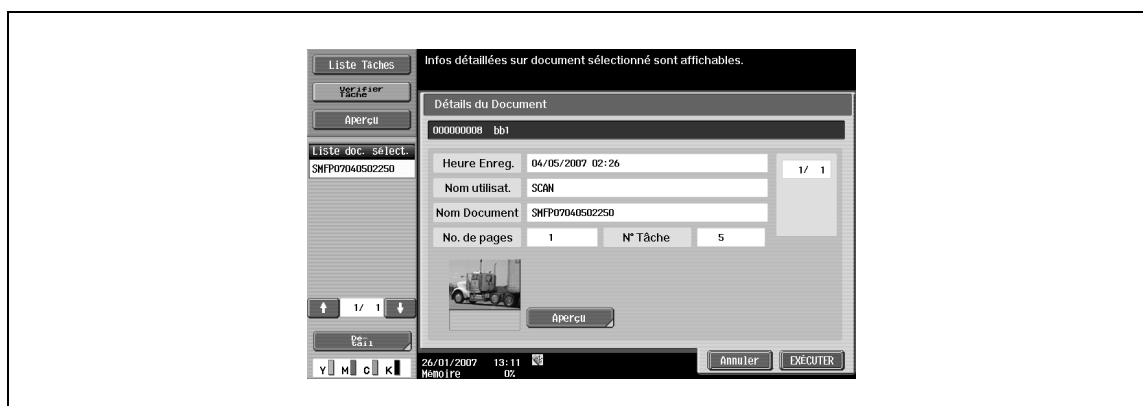 Liste Tâches
Vérifier
Tâche
Aperçu
Liste doc. sélect.
SMFP07040502250
1/ 1
Dé-
tail
Y M C K
Infos détaillées sur document sélectionné sont affichables.
Détails du Document
000000008 bb1
Heure Enreg. 04/05/2007 02:26
Nom utilisat. SCAN
Nom Document SMFP07040502250
No. de pages 1 N° Tâche 5
1/ 1
Aperçu
26/01/2007 13:11
Mémoire 0%
Annuler
EXÉCUTER